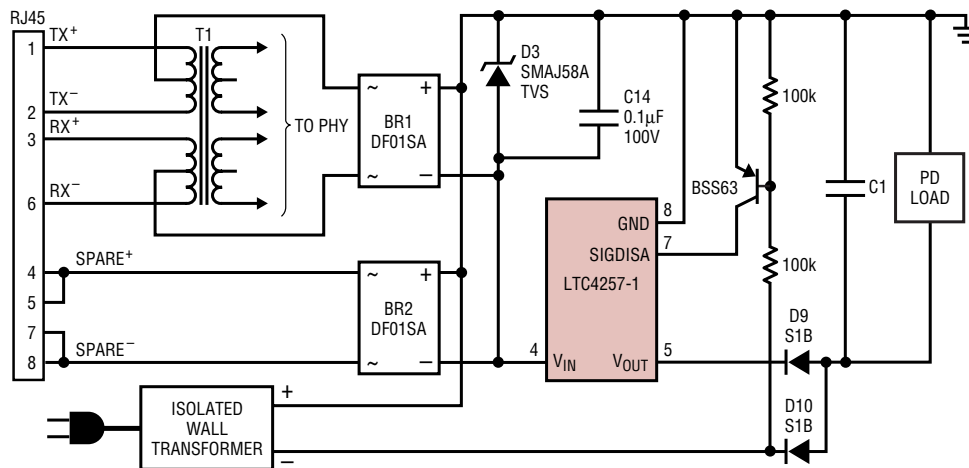 RJ45
1
TX+
2
TX−
3
RX+
6
RX−
4
SPARE+
5
7
8
SPARE−
T1
TO PHY
~
+
BR1
DF01SA
~
−
~
+
BR2
DF01SA
~
−
D3
SMAJ58A
TVS
C14
0.1µF
100V
100k
BSS63
100k
C1
PD
LOAD
GND
8
SIGDISA
7
LTC4257-1
4
VIN
VOUT
5
D9
S1B
D10
S1B
ISOLATED
WALL
TRANSFORMER
+
−